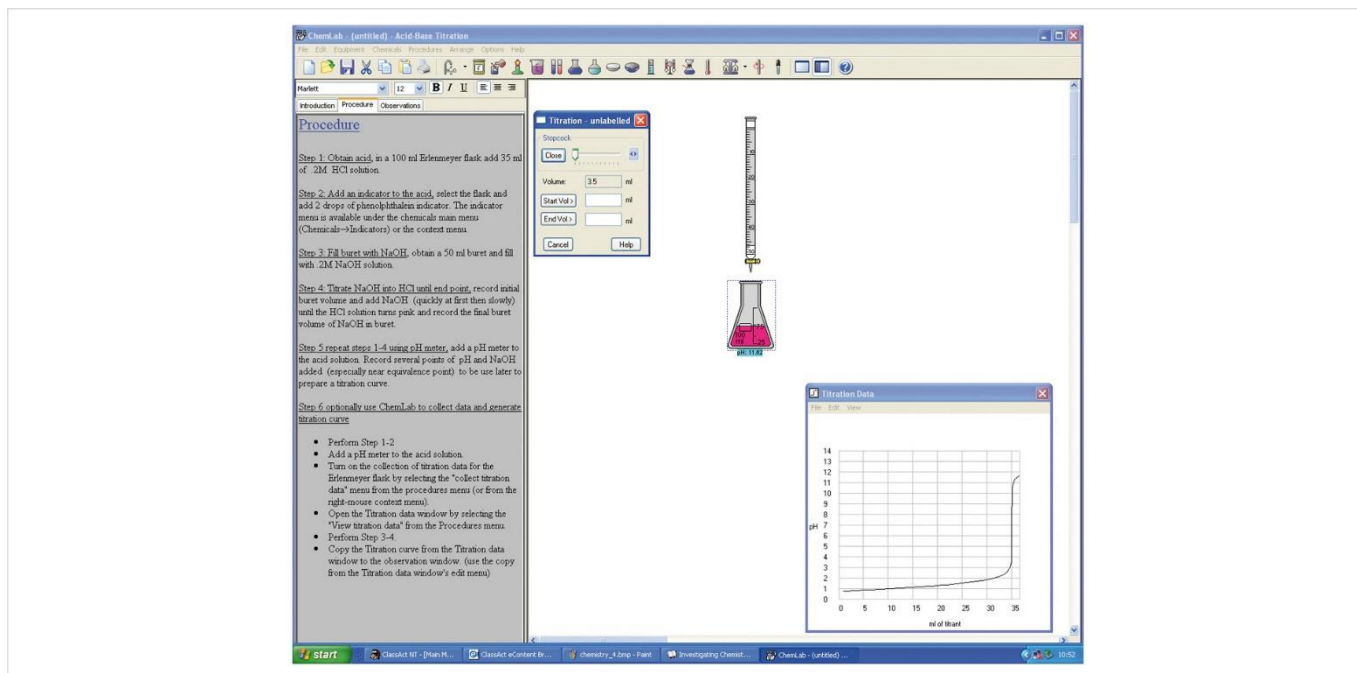 ChemLab - (untitled) - Acid-Base Titration
File Edit Equipment Chemicals Procedures Arrange Options Help
Marlett 12 B I U
Introduction Procedure Observations
Procedure
Step 1: Obtain acid, in a 100 ml Erlenmeyer flask add 35 ml
of .2M HCl solution.
Step 2: Add an indicator to the acid, select the flask and
add 2 drops of phenolphthalein indicator. The indicator
menu is available under the chemicals main menu
(Chemicals→Indicators) or the context menu.
Step 3: Fill buret with NaOH, obtain a 50 ml buret and fill
with .2M NaOH solution.
Step 4: Titrate NaOH into HCl until end point, record initial
buret volume and add NaOH (quickly at first then slowly)
until the HCl solution turns pink and record the final buret
volume of NaOH in buret.
Step 5 repeat steps 1-4 using pH meter, add a pH meter to
the acid solution. Record several points of pH and NaOH
added (especially near equivalence point) to be use later to
prepare a titration curve.
Step 6 optionally use ChemLab to collect data and generate
titration curve
• Perform Step 1-2
• Add a pH meter to the acid solution.
• Turn on the collection of titration data for the
Erlenmeyer flask by selecting the "collect titration
data" menu from the procedures menu (or from the
right-mouse context menu).
• Open the Titration data window by selecting the
"View titration data" from the Procedures menu.
• Perform Step 3-4.
• Copy the Titration curve from the Titration data
window to the observation window. (use the copy
from the Titration data window's edit menu)
Titration - unlabelled
Stopcock
Close
Volume: 3.5 ml
Start Vol > ml
End Vol > ml
Cancel Help
100
75
25
pH: 11.62
Titration Data
File Edit View
14
13
12
11
10
9
8
pH 7
6
5
4
3
2
1
0
0 5 10 15 20 25 30 35
ml of titrant
start
ClassAct NT - [Main M...
ClassAct eContent Br...
chemistry_4.bmp - Paint
Investigating Chemist...
ChemLab - (untitled) ...
10:52